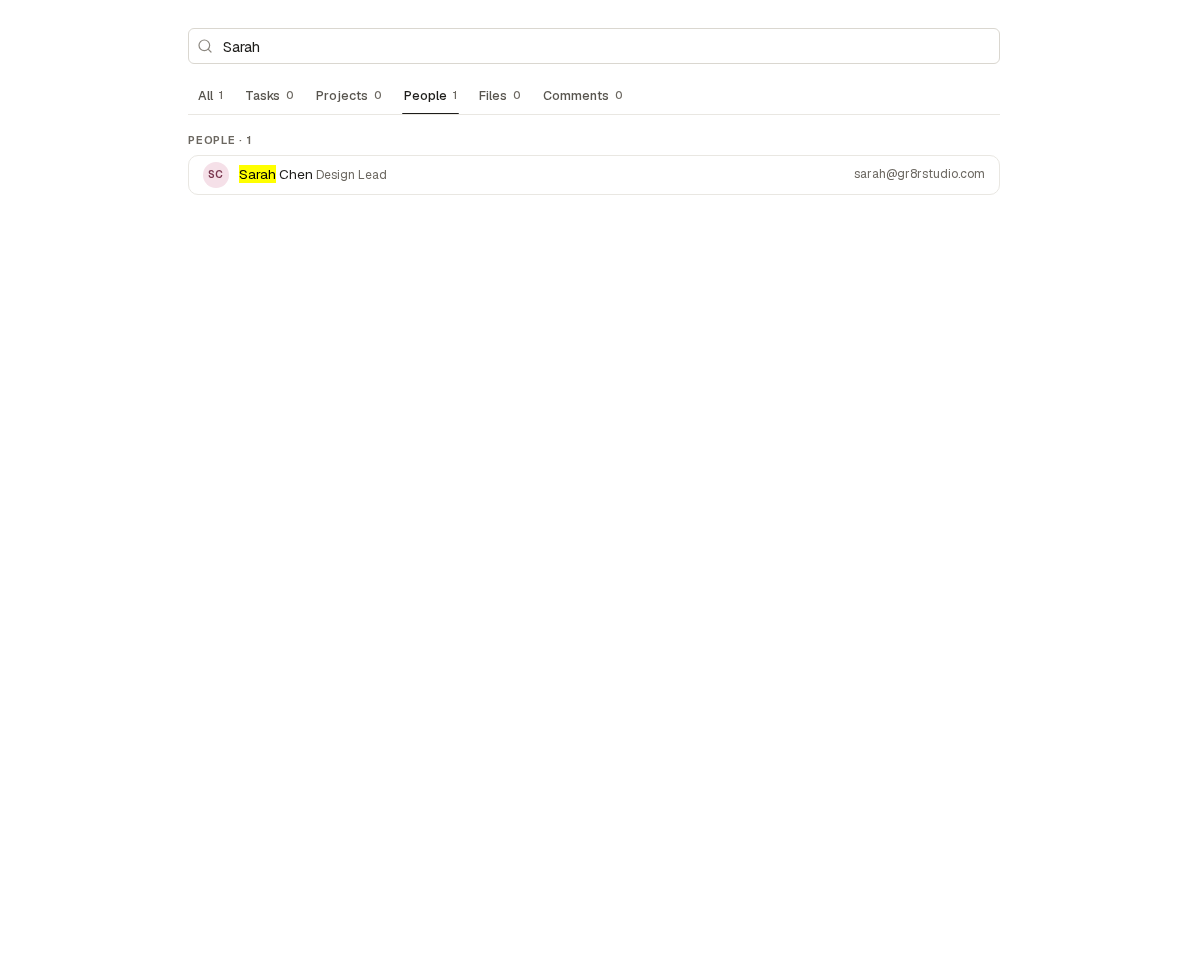 Sarah
All 1 Tasks 0 Projects 0 People 1 Files 0 Comments 0
PEOPLE · 1
SC Sarah Chen Design Lead sarah@gr8rstudio.com